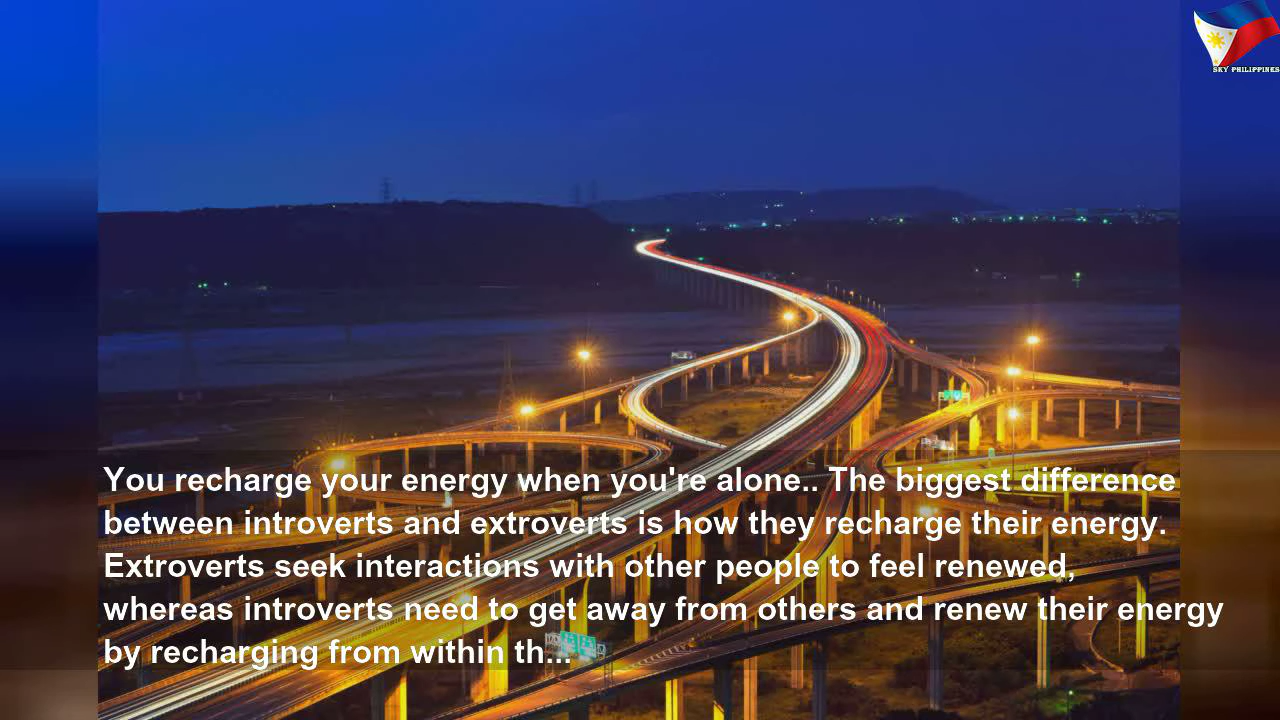 SKY PHILIPPINES
You recharge your energy when you're alone.. The biggest difference
between introverts and extroverts is how they recharge their energy.
Extroverts seek interactions with other people to feel renewed,
whereas introverts need to get away from others and renew their energy
by recharging from within th...